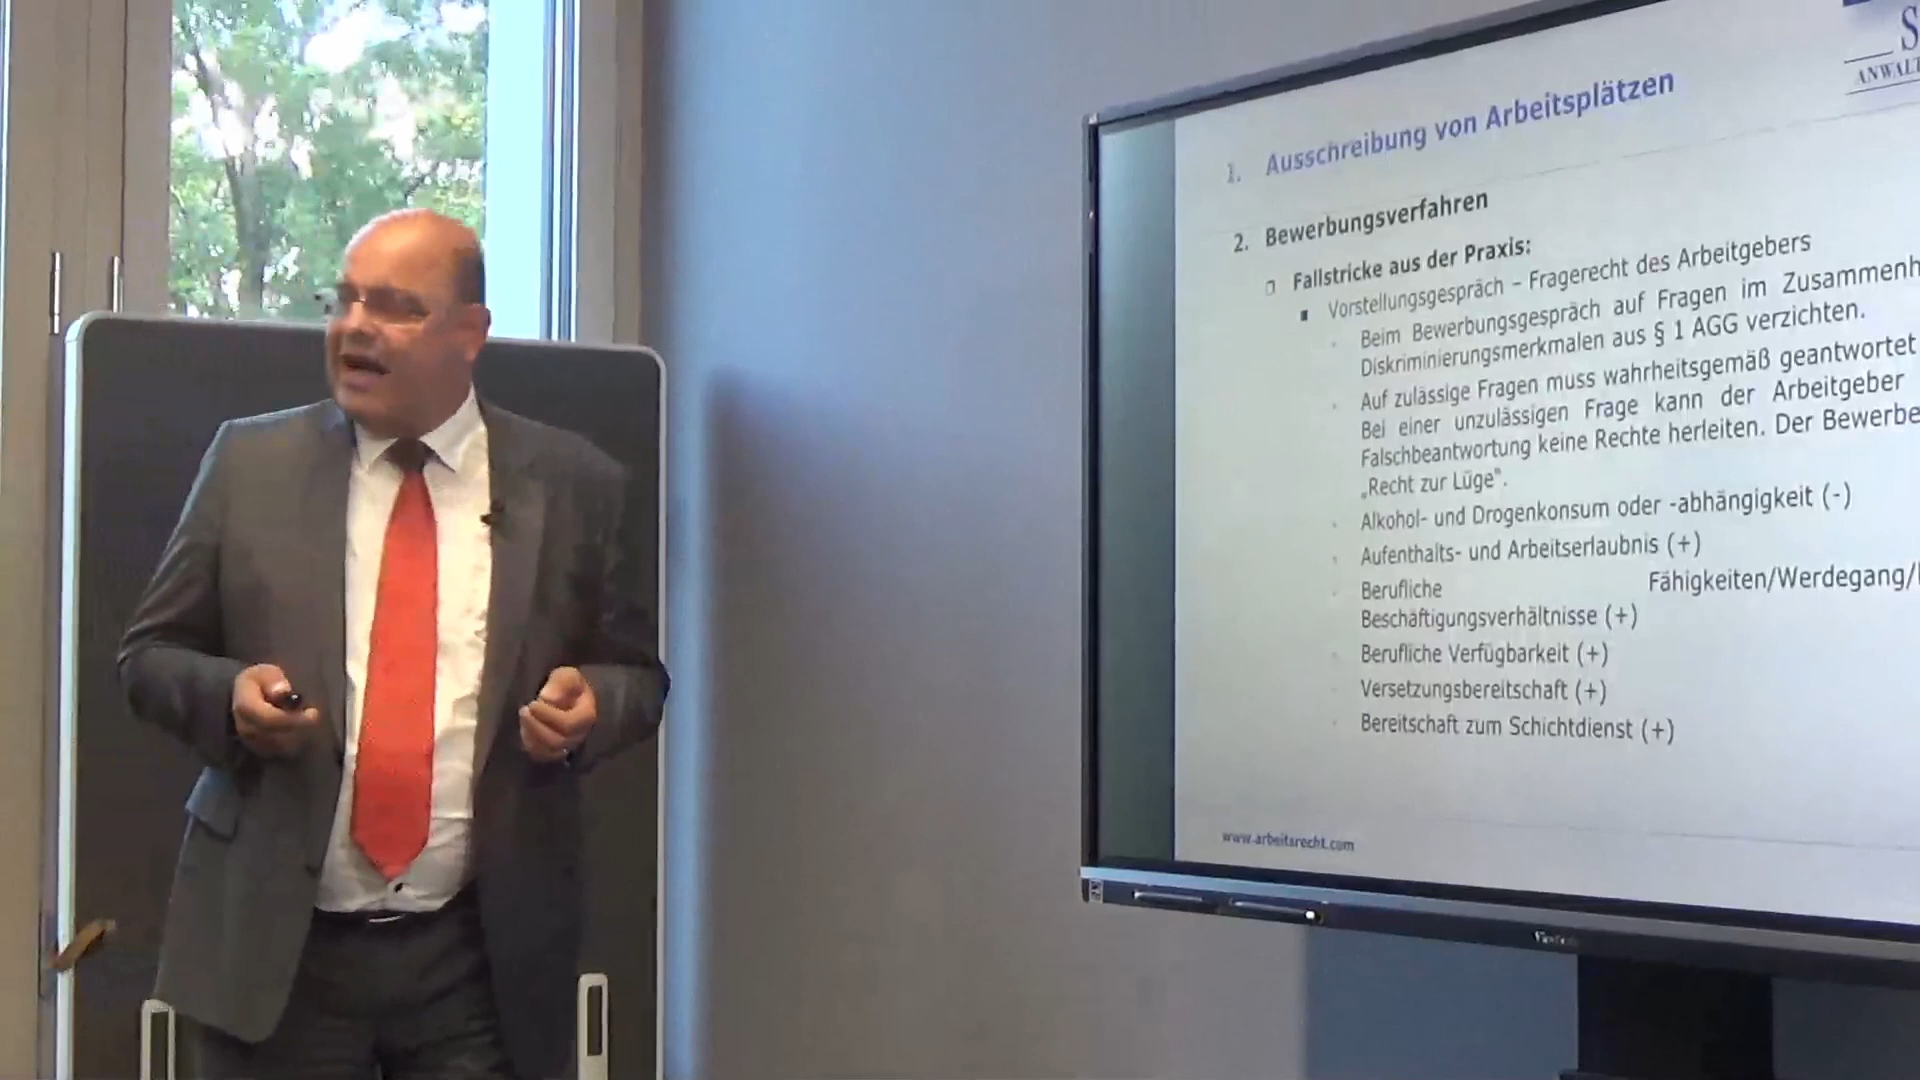 S
ANWALT
1. Ausschreibung von Arbeitsplätzen
2. Bewerbungsverfahren
Fallstricke aus der Praxis:
Vorstellungsgespräch – Fragerecht des Arbeitgebers
Beim Bewerbungsgespräch auf Fragen im Zusammenh
Diskriminierungsmerkmalen aus § 1 AGG verzichten.
Auf zulässige Fragen muss wahrheitsgemäß geantwortet
Bei einer unzulässigen Frage kann der Arbeitgeber
Falschbeantwortung keine Rechte herleiten. Der Bewerbe
„Recht zur Lüge“.
Alkohol- und Drogenkonsum oder -abhängigkeit (-)
Aufenthalts- und Arbeitserlaubnis (+)
Berufliche Fähigkeiten/Werdegang/
Beschäftigungsverhältnisse (+)
Berufliche Verfügbarkeit (+)
Versetzungsbereitschaft (+)
Bereitschaft zum Schichtdienst (+)
www.arbeitsrecht.com